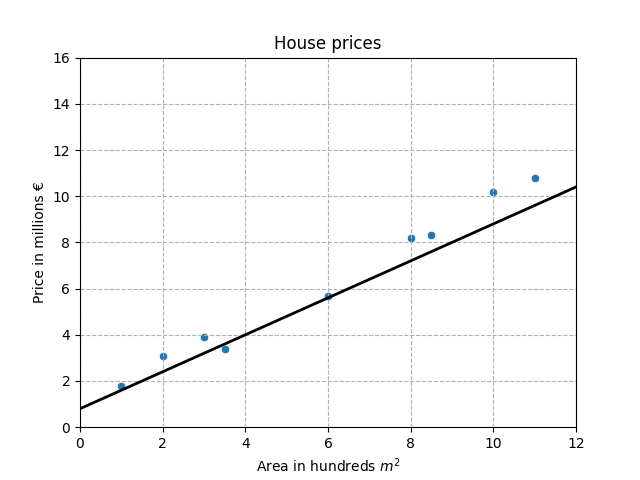 House prices
Price in millions €
16
14
12
10
8
6
4
2
0
0 2 4 6 8 10 12
Area in hundreds m²